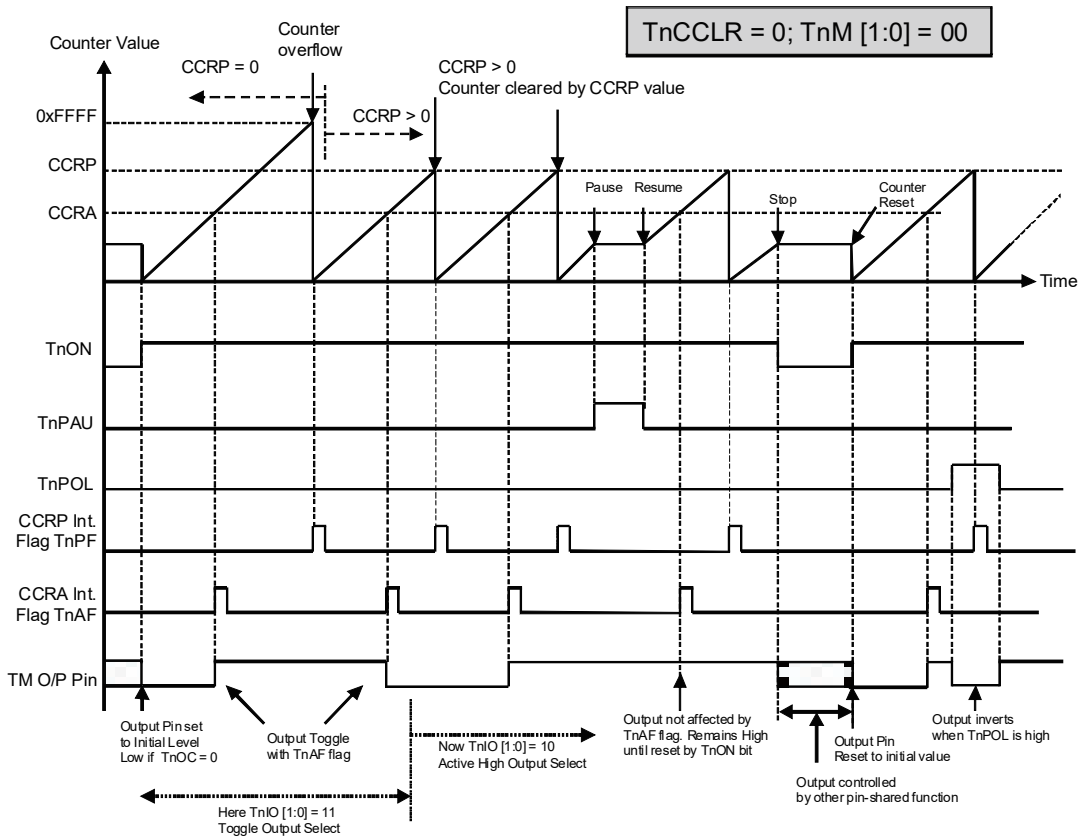 TnCCLR = 0; TnM [1:0] = 00
Counter Value
Counter
overflow
CCRP = 0
CCRP > 0
Counter cleared by CCRP value
CCRP > 0
0xFFFF
CCRP
CCRA
Pause
Resume
Stop
Counter
Reset
Time
TnON
TnPAU
TnPOL
CCRP Int.
Flag TnPF
CCRA Int.
Flag TnAF
TM O/P Pin
Output Pin set
to Initial Level
Low if TnOC = 0
Output Toggle
with TnAF flag
Now TnIO [1:0] = 10
Active High Output Select
Output not affected by
TnAF flag. Remains High
until reset by TnON bit
Output Pin
Reset to initial value
Output inverts
when TnPOL is high
Output controlled
by other pin-shared function
Here TnIO [1:0] = 11
Toggle Output Select